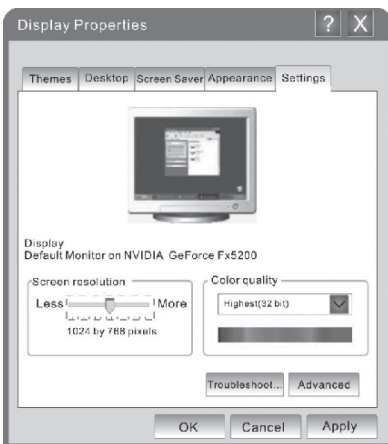 Display Properties ? X
Themes Desktop Screen Saver Appearance Settings
Display
Default Monitor on NVIDIA GeForce Fx5200
Screen resolution
Less More
1024 by 768 pixels
Color quality
Highest(32 bit)
Troubleshoot... Advanced
OK Cancel Apply